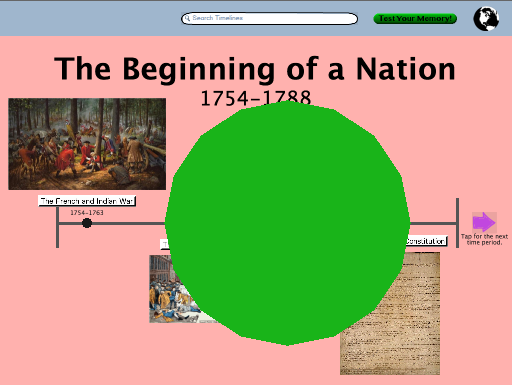 Search Timelines
Test Your Memory!
The Beginning of a Nation
1754-1788
The French and Indian War
1754-1763
Constitution
Tap for the next
time period.